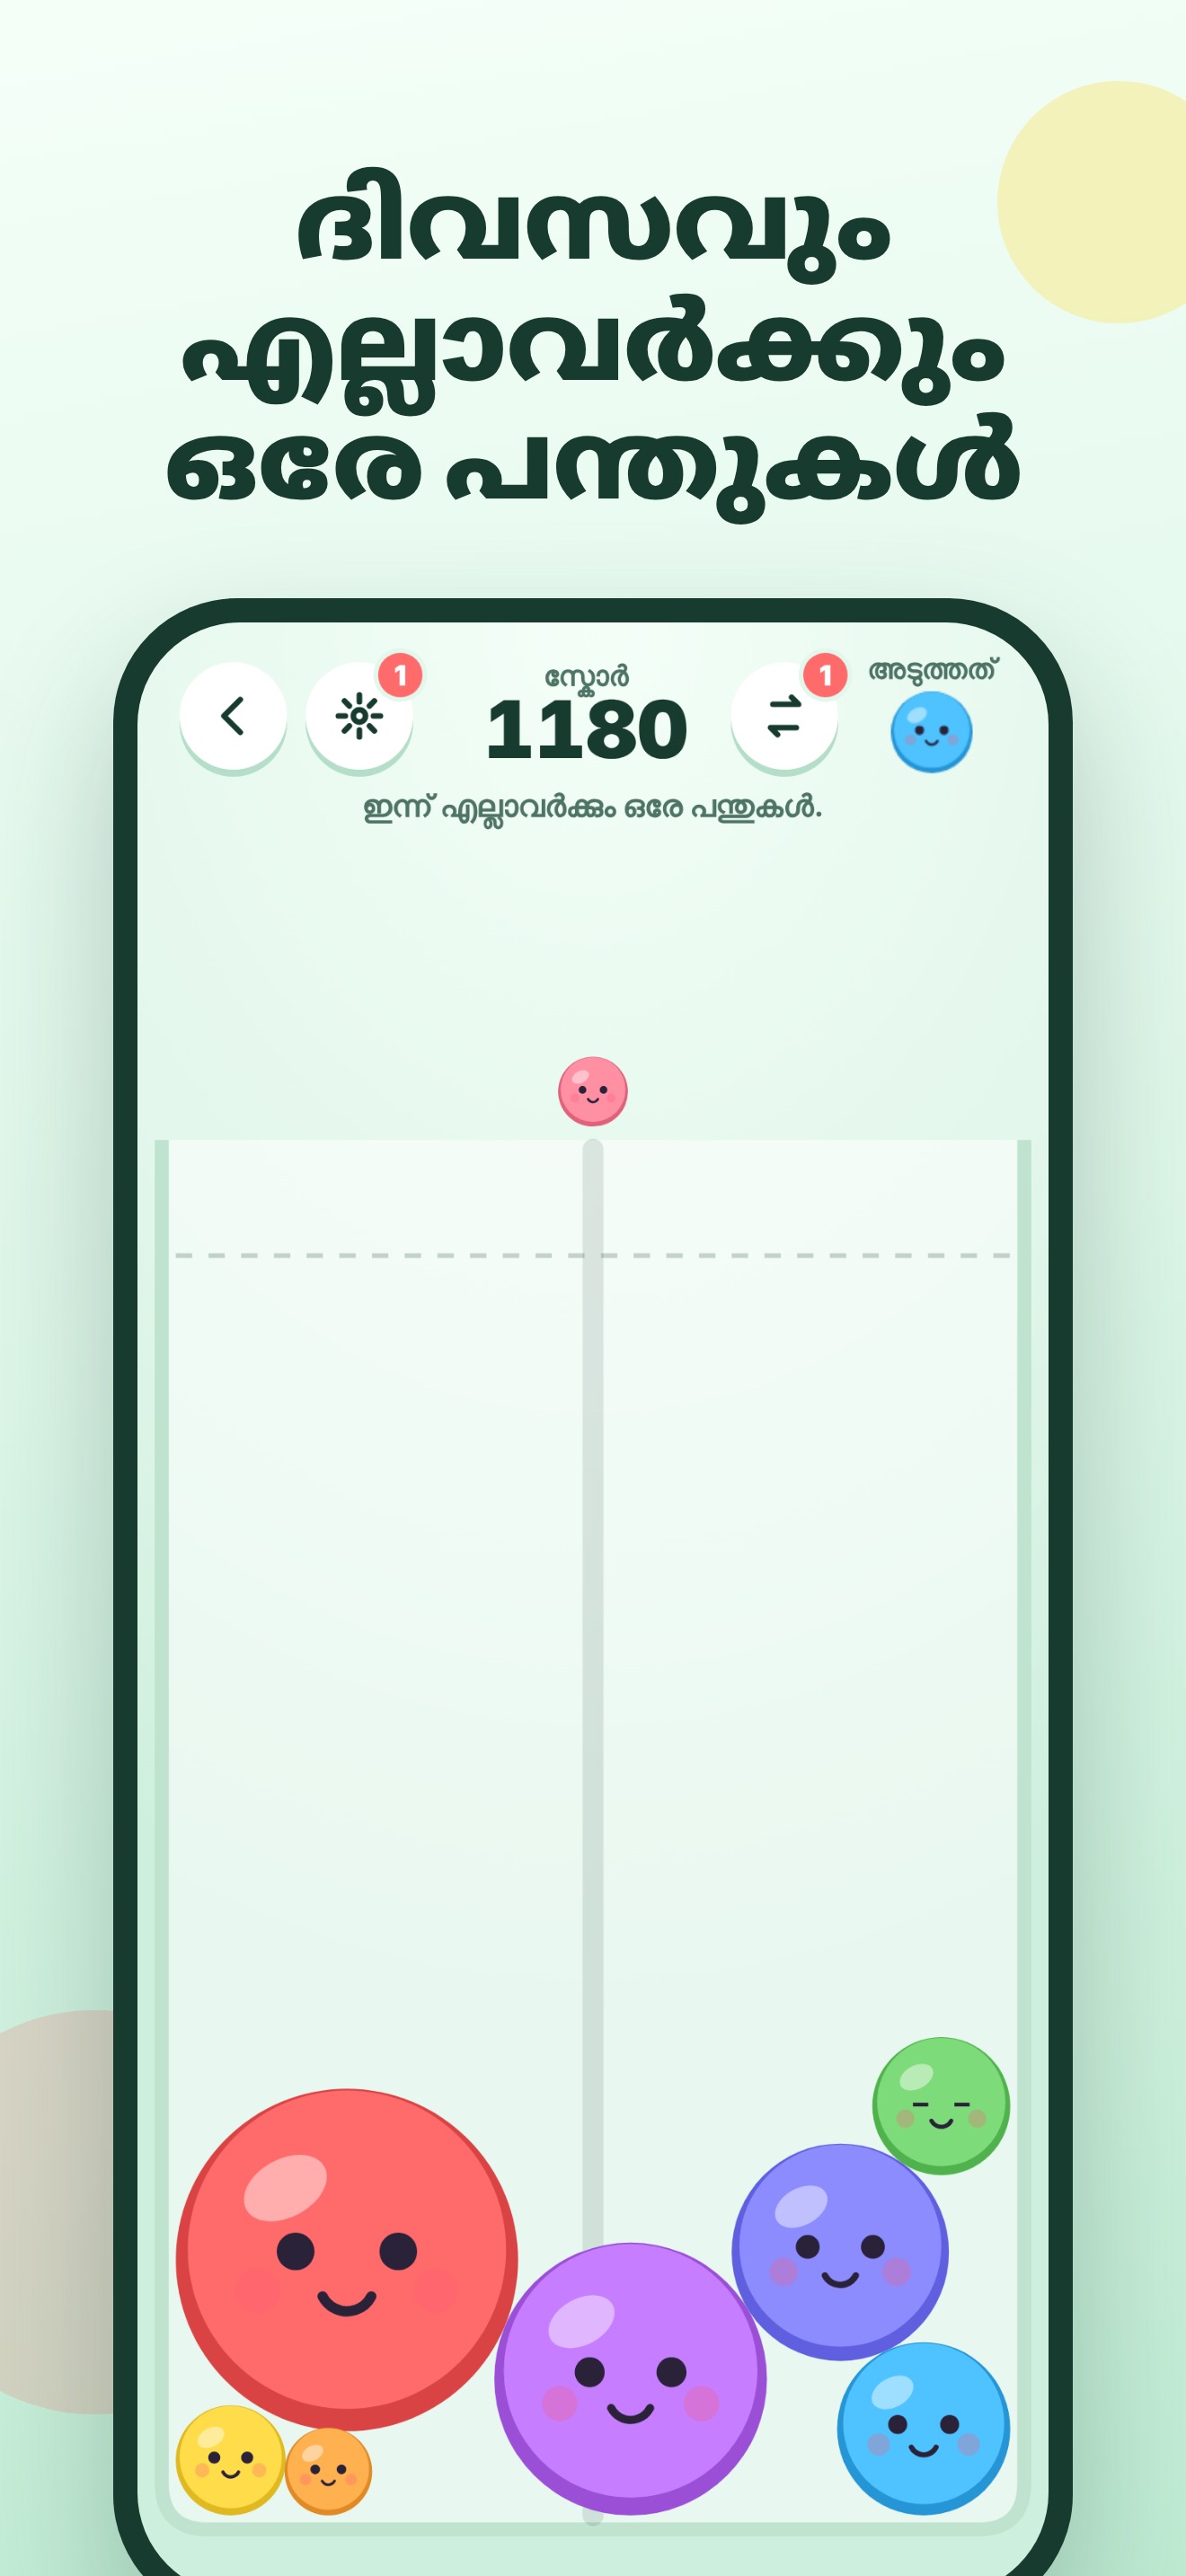 ദിവസവും
എല്ലാവർക്കും
ഒരേ പന്തുകൾ
1
സ്കോർ
1180
1
അടുത്തത്
ഇന്ന് എല്ലാവർക്കും ഒരേ പന്തുകൾ.